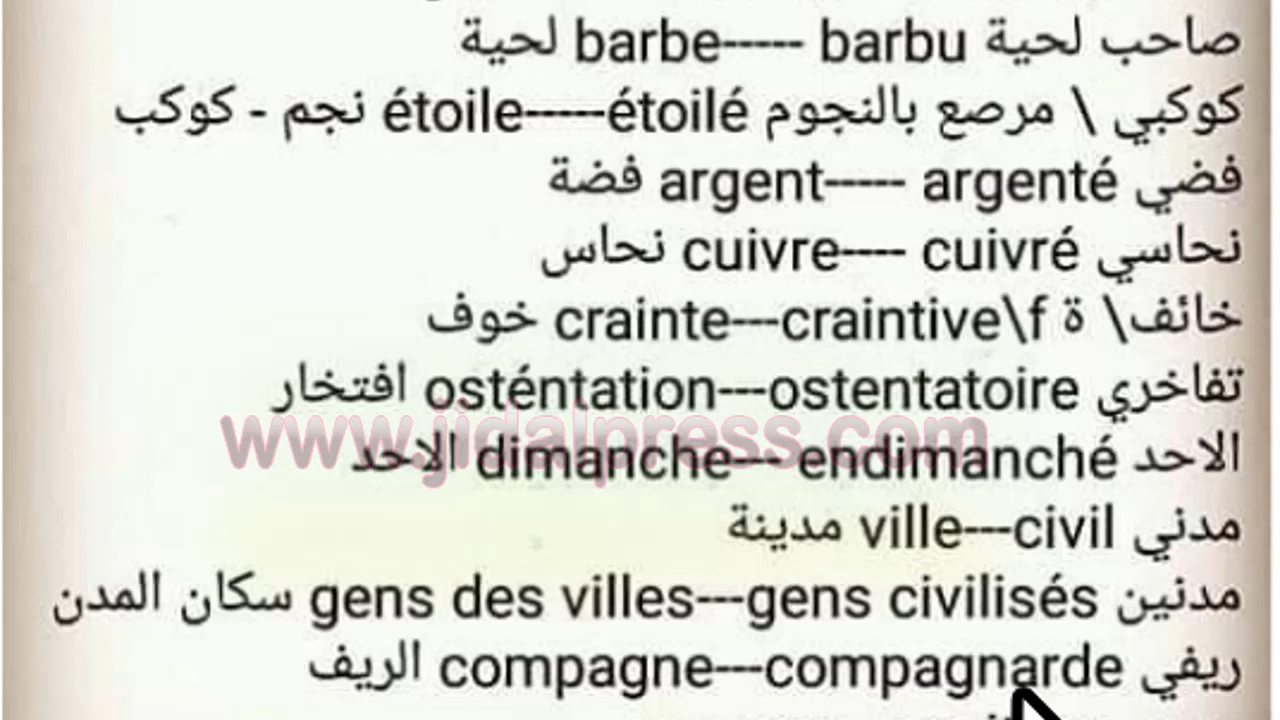 صاحب لحية barbe----- barbu لحية
كوكبي \ مرصع بالنجوم étoile-----étoilé نجم - كوكب
فضي argent----- argenté فضة
نحاسي cuivre---- cuivré نحاس
خائف\ ة crainte---craintive\f خوف
تفاخري osténtation---ostentatoire افتخار
www.jidalpress.com
الاحد dimanche--- endimanché الاحد
مدني ville---civil مدينة
مدنين gens des villes---gens civilisés سكان المدن
ريفي compagne---compagnarde الريف